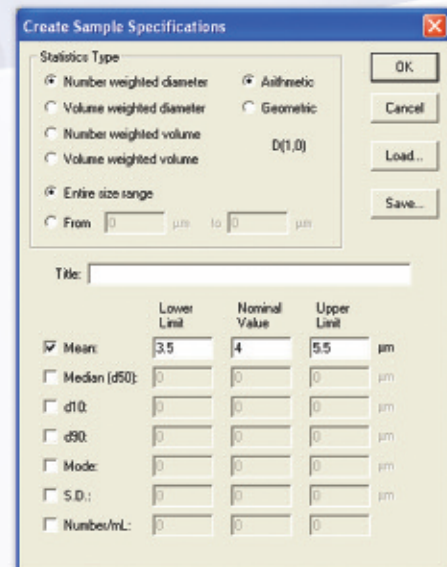 Create Sample Specifications
Statistics Type
Number weighted diameter
Arithmetic
Volume weighted diameter
Geometric
Number weighted volume
D(1,0)
Volume weighted volume
Entire size range
From 0 µm to 0 µm
OK
Cancel
Load...
Save...
Title:
Lower Limit Nominal Value Upper Limit
Mean: 3.5 4 5.5 µm
Median (d50): 0 0 0 µm
d10: 0 0 0 µm
d90: 0 0 0 µm
Mode: 0 0 0 µm
S.D.: 0 0 0 µm
Number/mL: 0 0 0